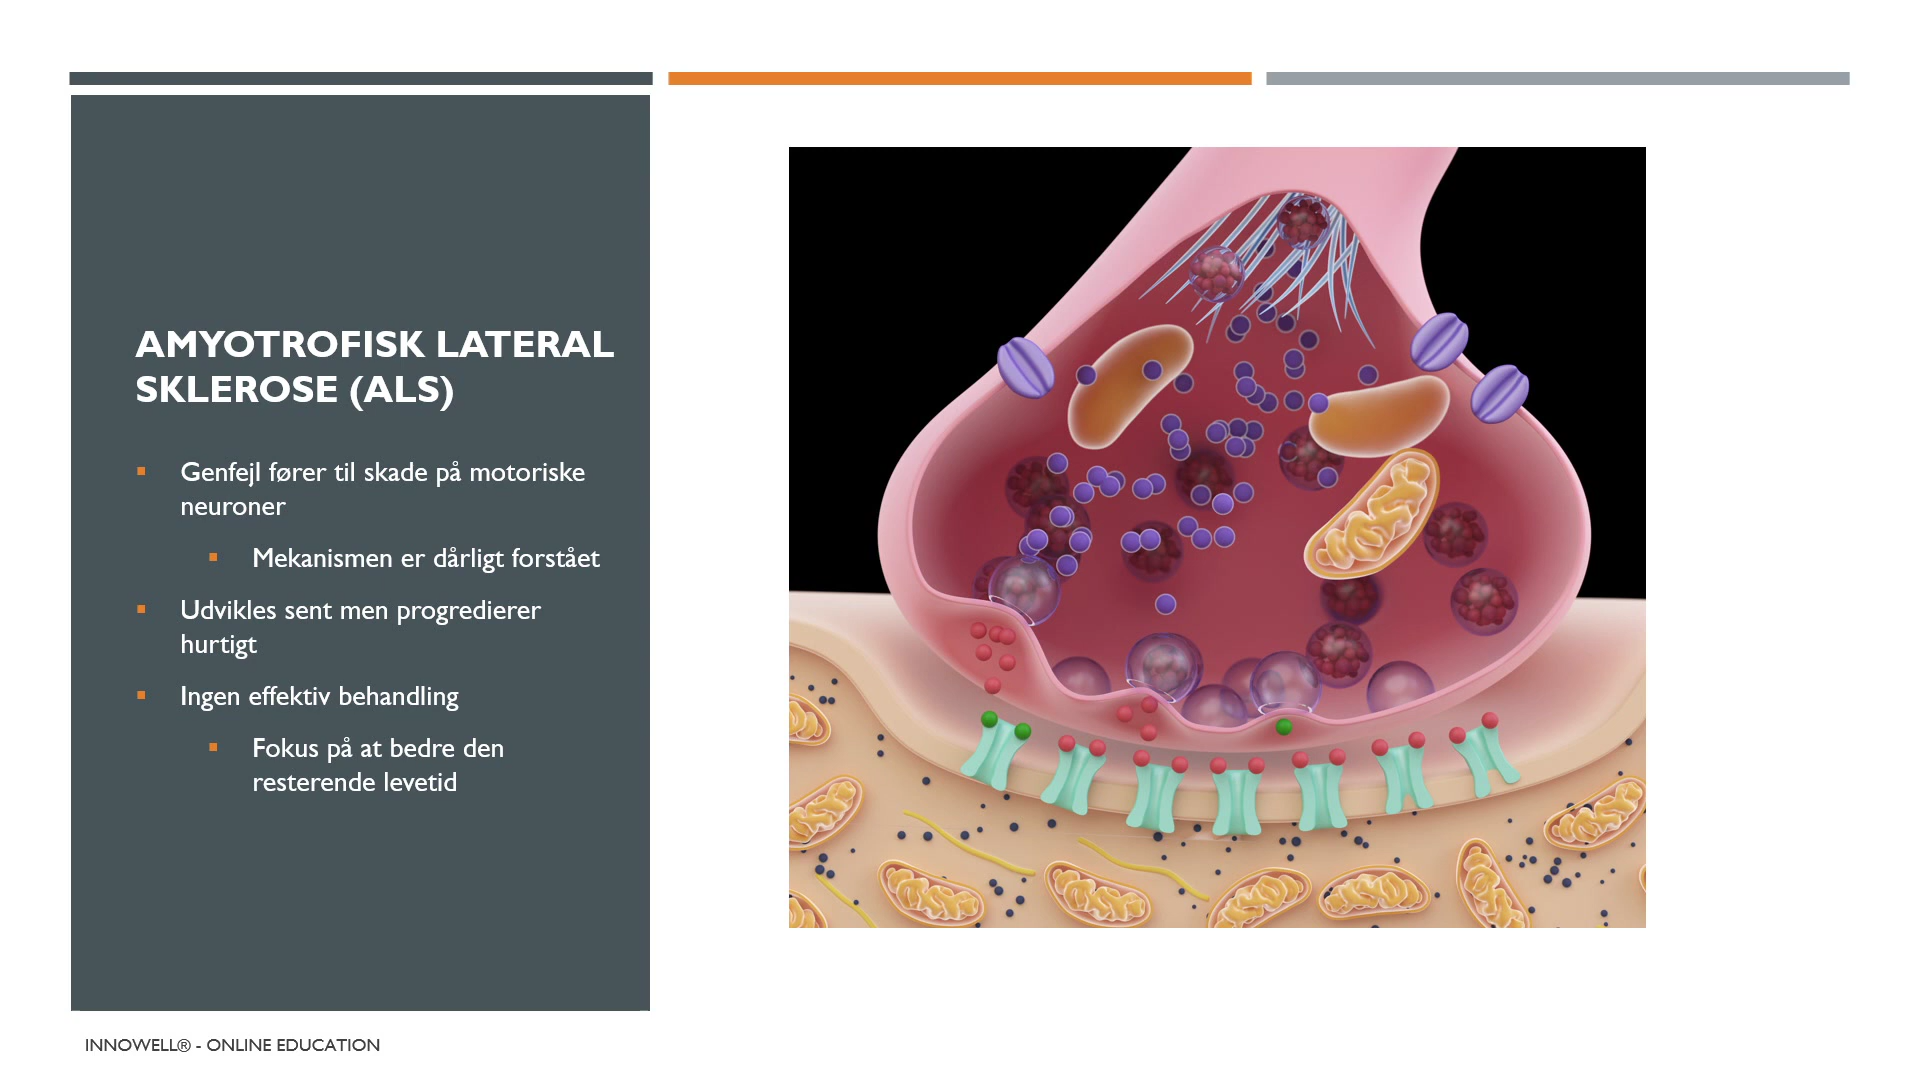 AMYOTROFISK LATERAL
SKLEROSE (ALS)
Genfejl fører til skade på motoriske
neuroner
Mekanismen er dårligt forstået
Udvikles sent men progredierer
hurtigt
Ingen effektiv behandling
Fokus på at bedre den
resterende levetid
INNOWELL® - ONLINE EDUCATION